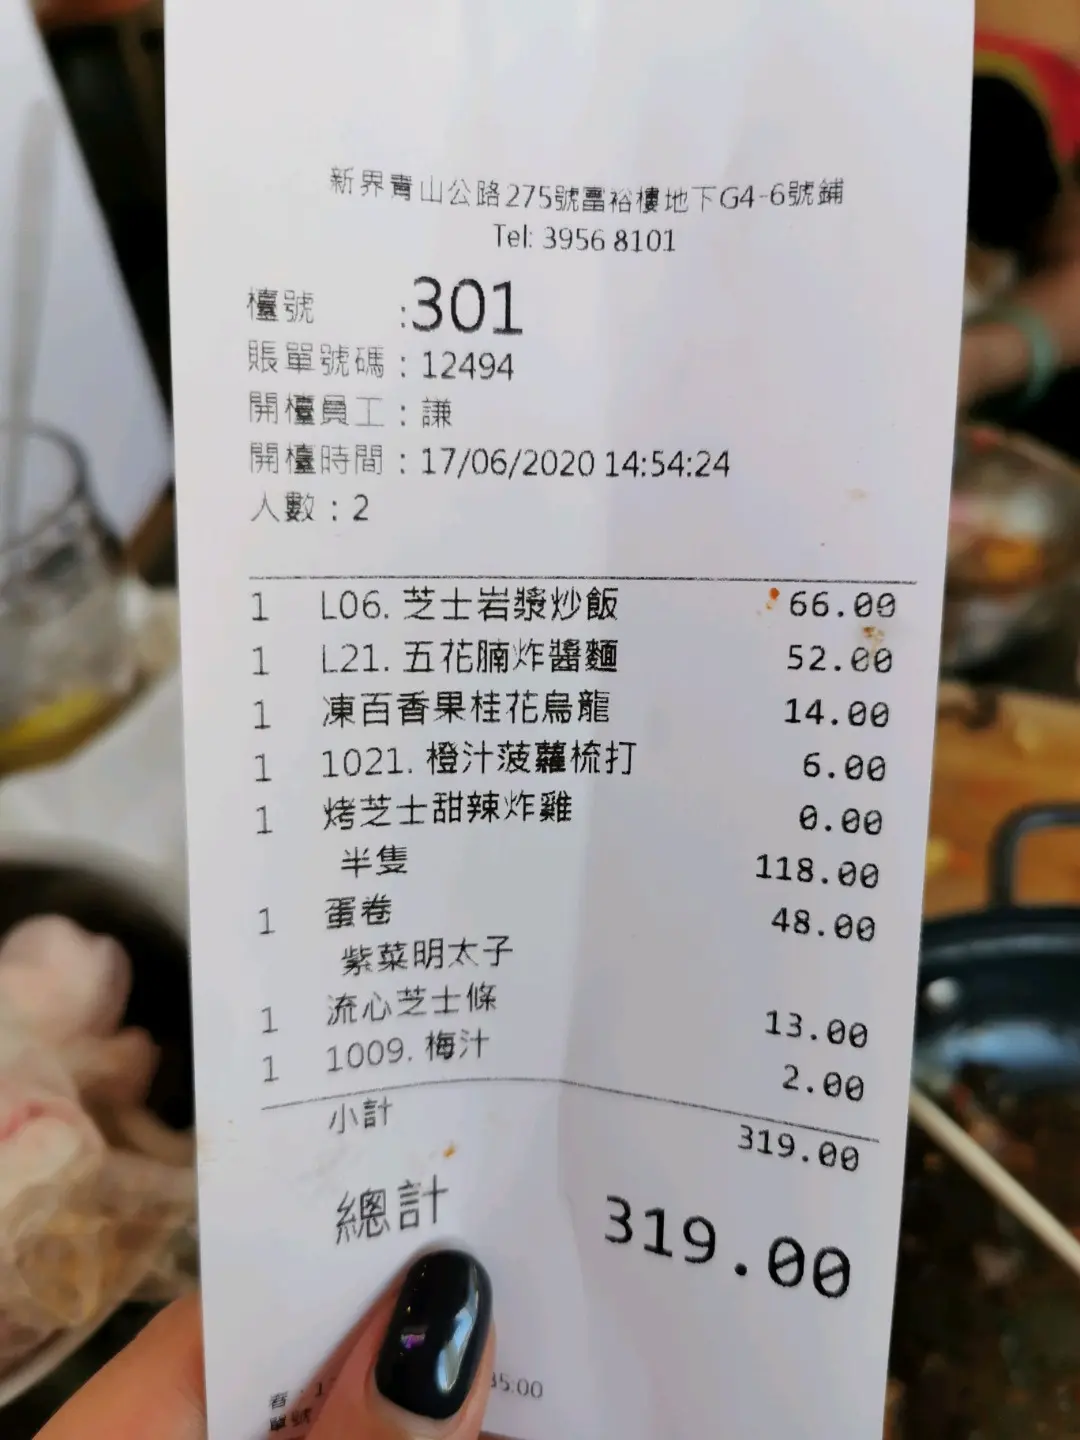 新界青山公路275號富裕樓地下G4-6號鋪
Tel: 3956 8101
檯號 :301
賬單號碼：12494
開檯員工：謙
開檯時間：17/06/2020 14:54:24
人數：2
1 L06. 芝士岩漿炒飯 66.00
1 L21. 五花腩炸醬麵 52.00
1 凍百香果桂花烏龍 14.00
1 1021. 橙汁菠蘿梳打 6.00
1 烤芝士甜辣炸雞 0.00
半隻 118.00
1 蛋卷 48.00
紫菜明太子
1 流心芝士條 13.00
1 1009. 梅汁 2.00
小計 319.00
總計 319.00
35:00
單號